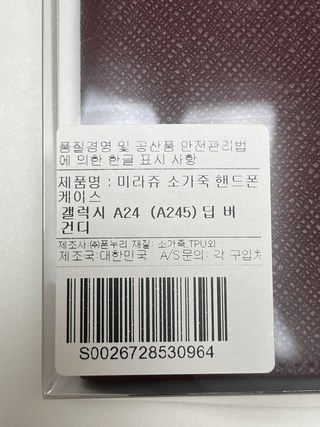 품질경영 및 공산품 안전관리법
에 의한 한글 표시 사항
제품명 : 미라쥬 소가죽 핸드폰
케이스
갤럭시 A24 (A245) 딥 버
건디
제조사:㈜폰누리 재질: 소가죽,TPU외
제조국:대한민국 A/S문의: 각 구입처
S0026728530964